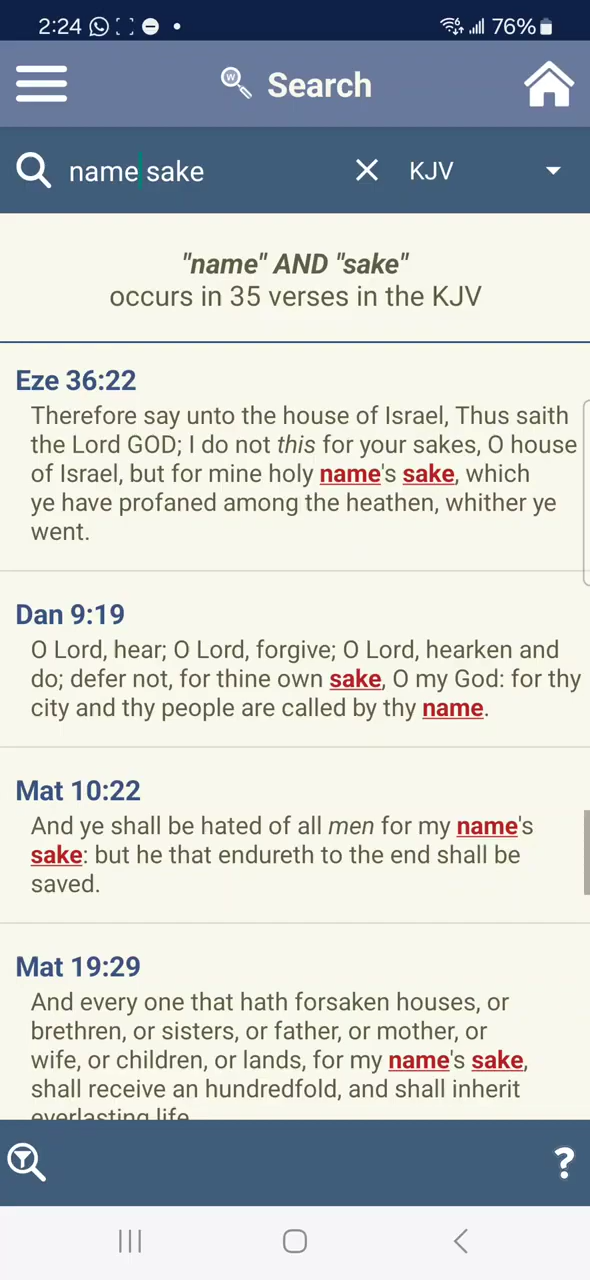 2:24 76%
Search
name sake KJV
"name" AND "sake"
occurs in 35 verses in the KJV
Eze 36:22
Therefore say unto the house of Israel, Thus saith
the Lord GOD; I do not this for your sakes, O house
of Israel, but for mine holy name's sake, which
ye have profaned among the heathen, whither ye
went.
Dan 9:19
O Lord, hear; O Lord, forgive; O Lord, hearken and
do; defer not, for thine own sake, O my God: for thy
city and thy people are called by thy name.
Mat 10:22
And ye shall be hated of all men for my name's
sake: but he that endureth to the end shall be
saved.
Mat 19:29
And every one that hath forsaken houses, or
brethren, or sisters, or father, or mother, or
wife, or children, or lands, for my name's sake,
shall receive an hundredfold, and shall inherit
everlasting life
?